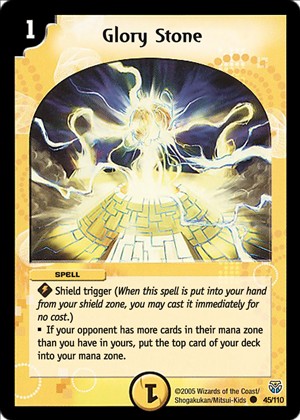 1
Glory Stone
SPELL
Shield trigger (When this spell is put into your hand
from your shield zone, you may cast it immediately for
no cost.)
▪ If your opponent has more cards in their mana zone
than you have in yours, put the top card of your deck
into your mana zone.
1
©2005 Wizards of the Coast/
Shogakukan/Mitsui-Kids
45/110